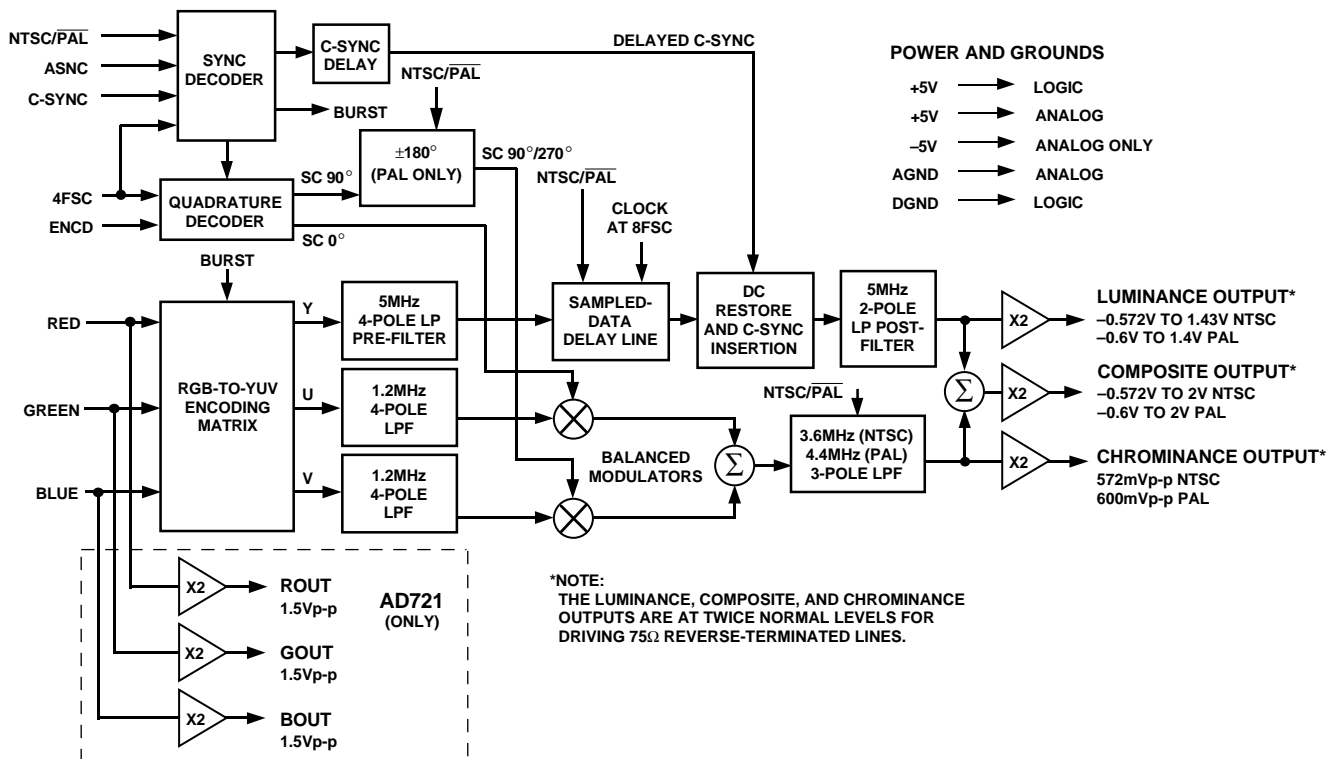 NTSC/PAL
ASNC
C-SYNC
4FSC
ENCD
SYNC
DECODER
C-SYNC
DELAY
DELAYED C-SYNC
NTSC/PAL
BURST
±180°
(PAL ONLY)
SC 90°
SC 90°/270°
QUADRATURE
DECODER
SC 0°
BURST
NTSC/PAL
CLOCK
AT 8FSC
POWER AND GROUNDS
+5V
LOGIC
+5V
ANALOG
–5V
ANALOG ONLY
AGND
ANALOG
DGND
LOGIC
RED
GREEN
BLUE
RGB-TO-YUV
ENCODING
MATRIX
Y
U
V
5MHz
4-POLE LP
PRE-FILTER
1.2MHz
4-POLE
LPF
1.2MHz
4-POLE
LPF
SAMPLED-
DATA
DELAY LINE
DC
RESTORE
AND C-SYNC
INSERTION
5MHz
2-POLE
LP POST-
FILTER
BALANCED
MODULATORS
Σ
NTSC/PAL
3.6MHz (NTSC)
4.4MHz (PAL)
3-POLE LPF
Σ
X2
X2
X2
LUMINANCE OUTPUT*
–0.572V TO 1.43V NTSC
–0.6V TO 1.4V PAL
COMPOSITE OUTPUT*
–0.572V TO 2V NTSC
–0.6V TO 2V PAL
CHROMINANCE OUTPUT*
572mVp-p NTSC
600mVp-p PAL
X2
ROUT
1.5Vp-p
X2
GOUT
1.5Vp-p
X2
BOUT
1.5Vp-p
AD721
(ONLY)
*NOTE:
THE LUMINANCE, COMPOSITE, AND CHROMINANCE
OUTPUTS ARE AT TWICE NORMAL LEVELS FOR
DRIVING 75Ω REVERSE-TERMINATED LINES.